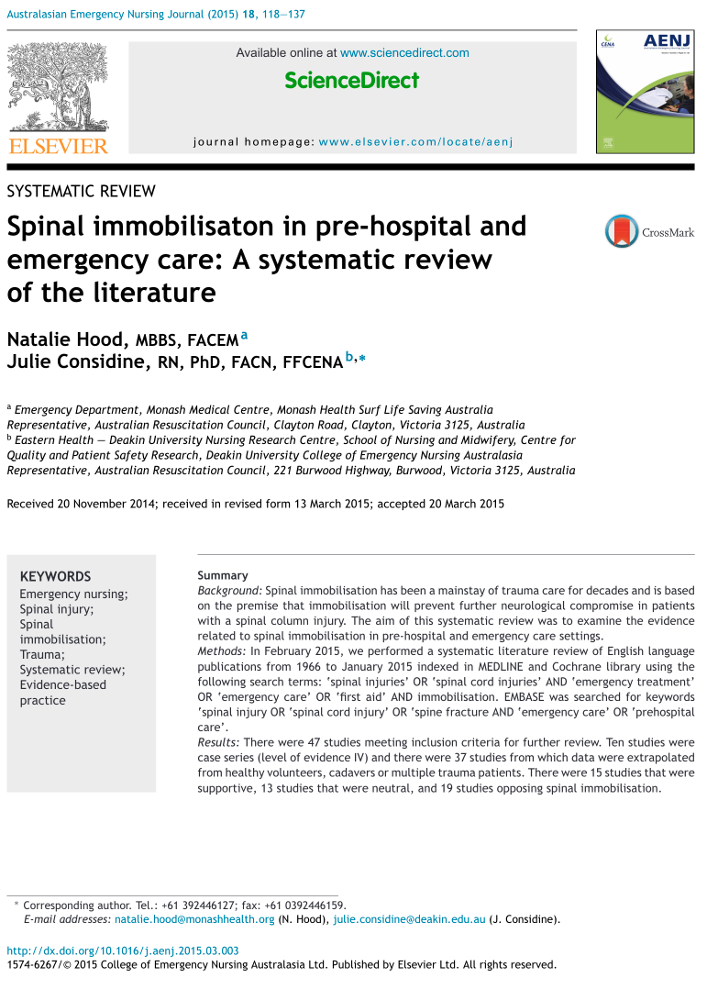 Australasian Emergency Nursing Journal (2015) 18, 118—137
Available online at www.sciencedirect.com
ScienceDirect
journal homepage: www.elsevier.com/locate/aenj
ELSEVIER
CENA
AENJ
SYSTEMATIC REVIEW
Spinal immobilisaton in pre-hospital and
emergency care: A systematic review
of the literature
CrossMark
Natalie Hood, MBBS, FACEM a
Julie Considine, RN, PhD, FACN, FFCENA b,*
a Emergency Department, Monash Medical Centre, Monash Health Surf Life Saving Australia
Representative, Australian Resuscitation Council, Clayton Road, Clayton, Victoria 3125, Australia
b Eastern Health — Deakin University Nursing Research Centre, School of Nursing and Midwifery, Centre for
Quality and Patient Safety Research, Deakin University College of Emergency Nursing Australasia
Representative, Australian Resuscitation Council, 221 Burwood Highway, Burwood, Victoria 3125, Australia
Received 20 November 2014; received in revised form 13 March 2015; accepted 20 March 2015
KEYWORDS
Emergency nursing;
Spinal injury;
Spinal
immobilisation;
Trauma;
Systematic review;
Evidence-based
practice
Summary
Background: Spinal immobilisation has been a mainstay of trauma care for decades and is based
on the premise that immobilisation will prevent further neurological compromise in patients
with a spinal column injury. The aim of this systematic review was to examine the evidence
related to spinal immobilisation in pre-hospital and emergency care settings.
Methods: In February 2015, we performed a systematic literature review of English language
publications from 1966 to January 2015 indexed in MEDLINE and Cochrane library using the
following search terms: ‘spinal injuries’ OR ‘spinal cord injuries’ AND ‘emergency treatment’
OR ‘emergency care’ OR ‘first aid’ AND immobilisation. EMBASE was searched for keywords
‘spinal injury OR ‘spinal cord injury’ OR ‘spine fracture AND ‘emergency care’ OR ‘prehospital
care’.
Results: There were 47 studies meeting inclusion criteria for further review. Ten studies were
case series (level of evidence IV) and there were 37 studies from which data were extrapolated
from healthy volunteers, cadavers or multiple trauma patients. There were 15 studies that were
supportive, 13 studies that were neutral, and 19 studies opposing spinal immobilisation.
* Corresponding author. Tel.: +61 392446127; fax: +61 0392446159.
E-mail addresses: natalie.hood@monashhealth.org (N. Hood), julie.considine@deakin.edu.au (J. Considine).
http://dx.doi.org/10.1016/j.aenj.2015.03.003
1574-6267/© 2015 College of Emergency Nursing Australasia Ltd. Published by Elsevier Ltd. All rights reserved.